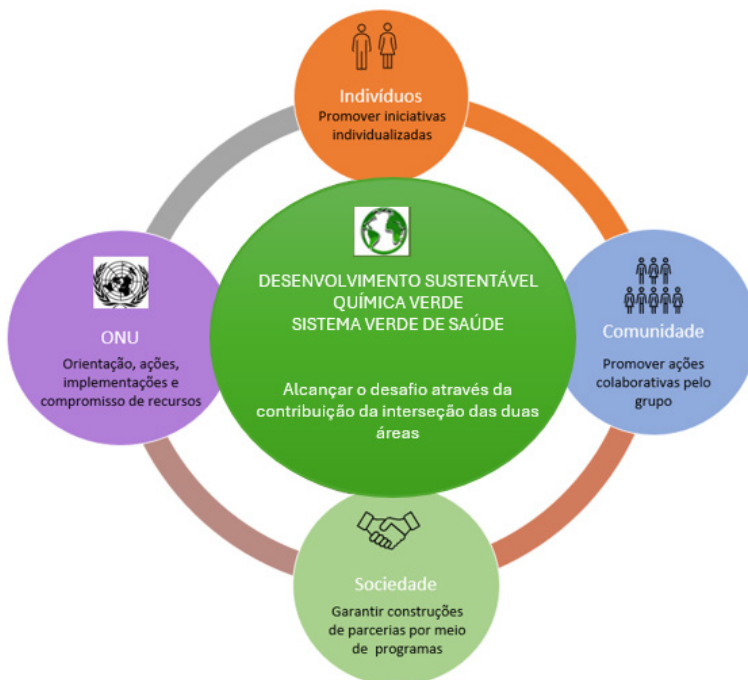 Indivíduos
Promover iniciativas
individualizadas
DESENVOLVIMENTO SUSTENTÁVEL
QUÍMICA VERDE
SISTEMA VERDE DE SAÚDE
Alcançar o desafio através da
contribuição da interseção das duas
áreas
ONU
Orientação, ações,
implementações e
compromisso de recursos
Comunidade
Promover ações
colaborativas pelo
grupo
Sociedade
Garantir construções
de parcerias por meio
de programas